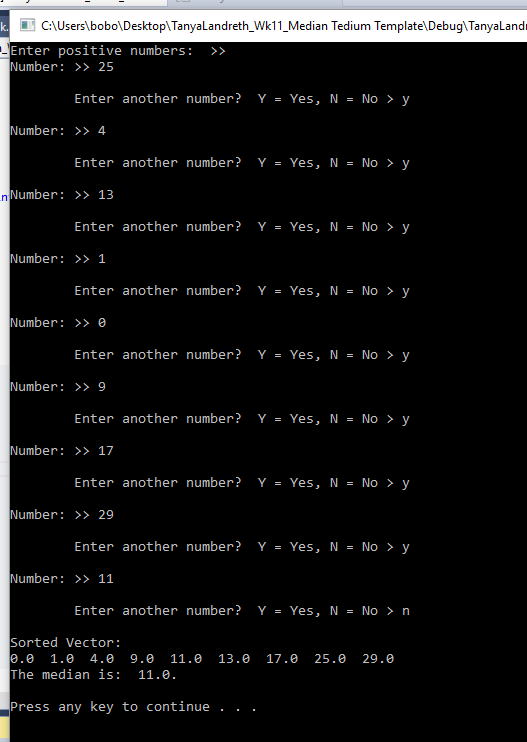 C:\Users\bobo\Desktop\TanyaLandreth_Wk11_Median Tedium Template\Debug\TanyaLandr
Enter positive numbers:  >>
Number: >> 25
Enter another number?  Y = Yes, N = No > y
Number: >> 4
Enter another number?  Y = Yes, N = No > y
Number: >> 13
Enter another number?  Y = Yes, N = No > y
Number: >> 1
Enter another number?  Y = Yes, N = No > y
Number: >> 0
Enter another number?  Y = Yes, N = No > y
Number: >> 9
Enter another number?  Y = Yes, N = No > y
Number: >> 17
Enter another number?  Y = Yes, N = No > y
Number: >> 29
Enter another number?  Y = Yes, N = No > y
Number: >> 11
Enter another number?  Y = Yes, N = No > n
Sorted Vector:
0.0  1.0  4.0  9.0  11.0  13.0  17.0  25.0  29.0
The median is:  11.0.
Press any key to continue . . .